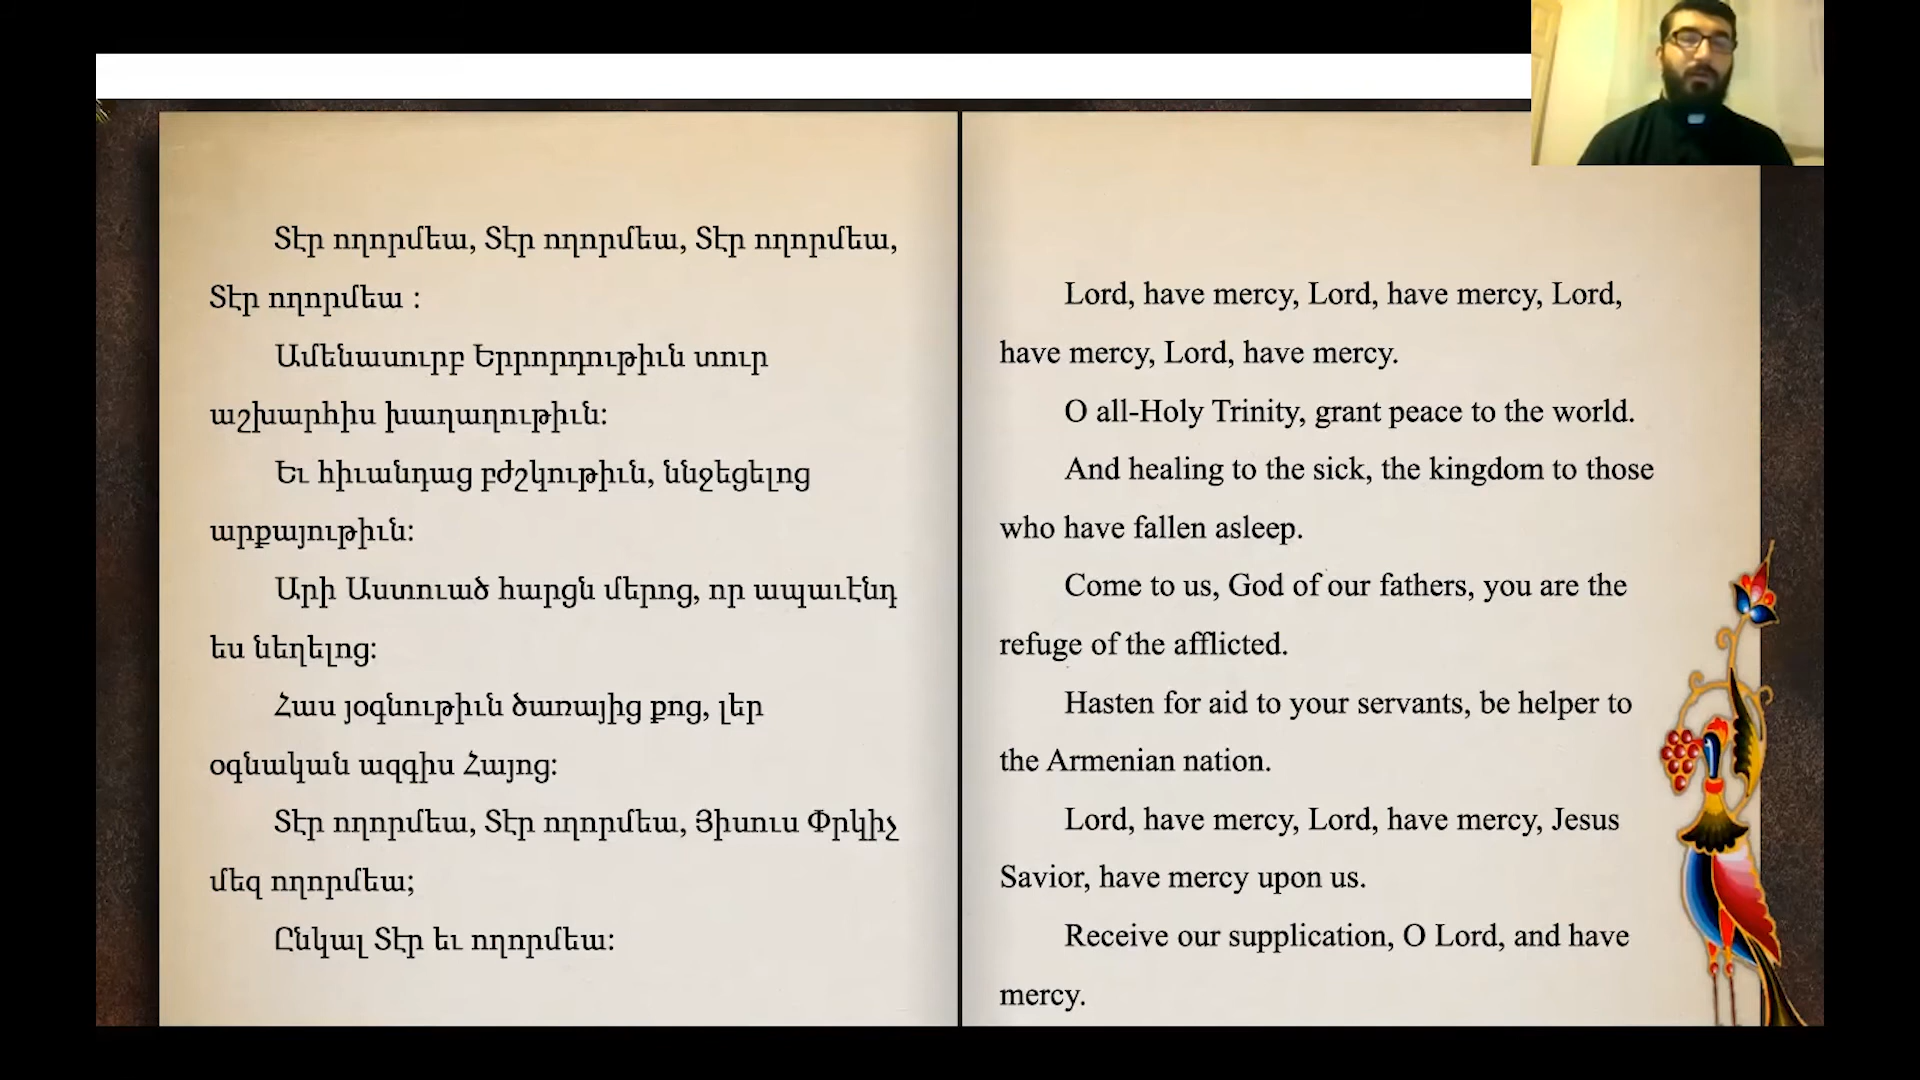 Տէր ողորմեա, Տէր ողորմեա, Տէր ողորմեա,
Տէր ողորմեա :
Ամենասուրբ Երրորդութիւն տուր
աշխարհիս խաղաղութիւն:
Եւ հիւանդաց բժշկութիւն, ննջեցելոց
արքայութիւն:
Արի Աստուած հարցն մերոց, որ ապաւէնդ
ես նեղելոց:
Հաս յօգնութիւն ծառայից քոց, լեր
օգնական ազգիս Հայոց:
Տէր ողորմեա, Տէր ողորմեա, Յիսուս Փրկիչ
մեզ ողորմեա;
Ընկալ Տէր եւ ողորմեա:
Lord, have mercy, Lord, have mercy, Lord,
have mercy, Lord, have mercy.
O all-Holy Trinity, grant peace to the world.
And healing to the sick, the kingdom to those
who have fallen asleep.
Come to us, God of our fathers, you are the
refuge of the afflicted.
Hasten for aid to your servants, be helper to
the Armenian nation.
Lord, have mercy, Lord, have mercy, Jesus
Savior, have mercy upon us.
Receive our supplication, O Lord, and have
mercy.